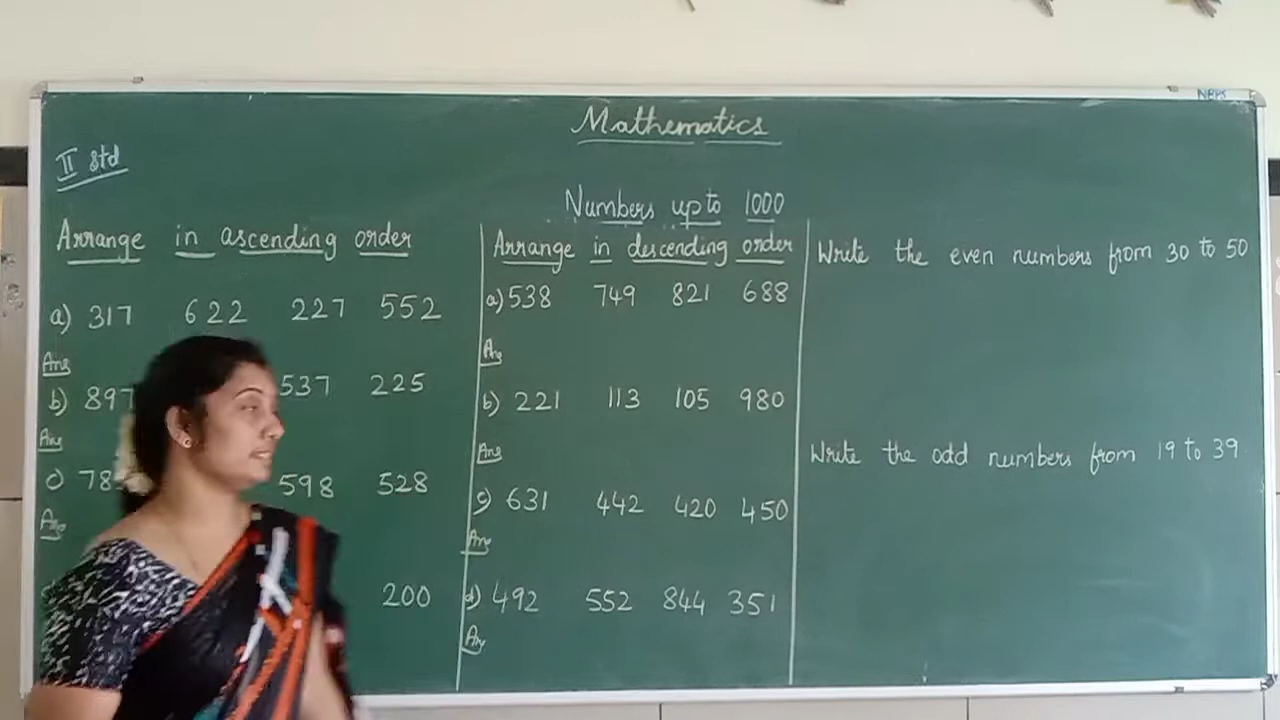 NRPS
Mathematics
II Std
Numbers upto 1000
Arrange in ascending order
a) 317 622 227 552
Ans
b) 897 537 225
Ans
c) 78 598 528
Ans
200
Arrange in descending order
a) 538 749 821 688
Ans
b) 221 113 105 980
Ans
c) 631 442 420 450
Ans
d) 492 552 844 351
Ans
Write the even numbers from 30 to 50
Write the odd numbers from 19 to 39